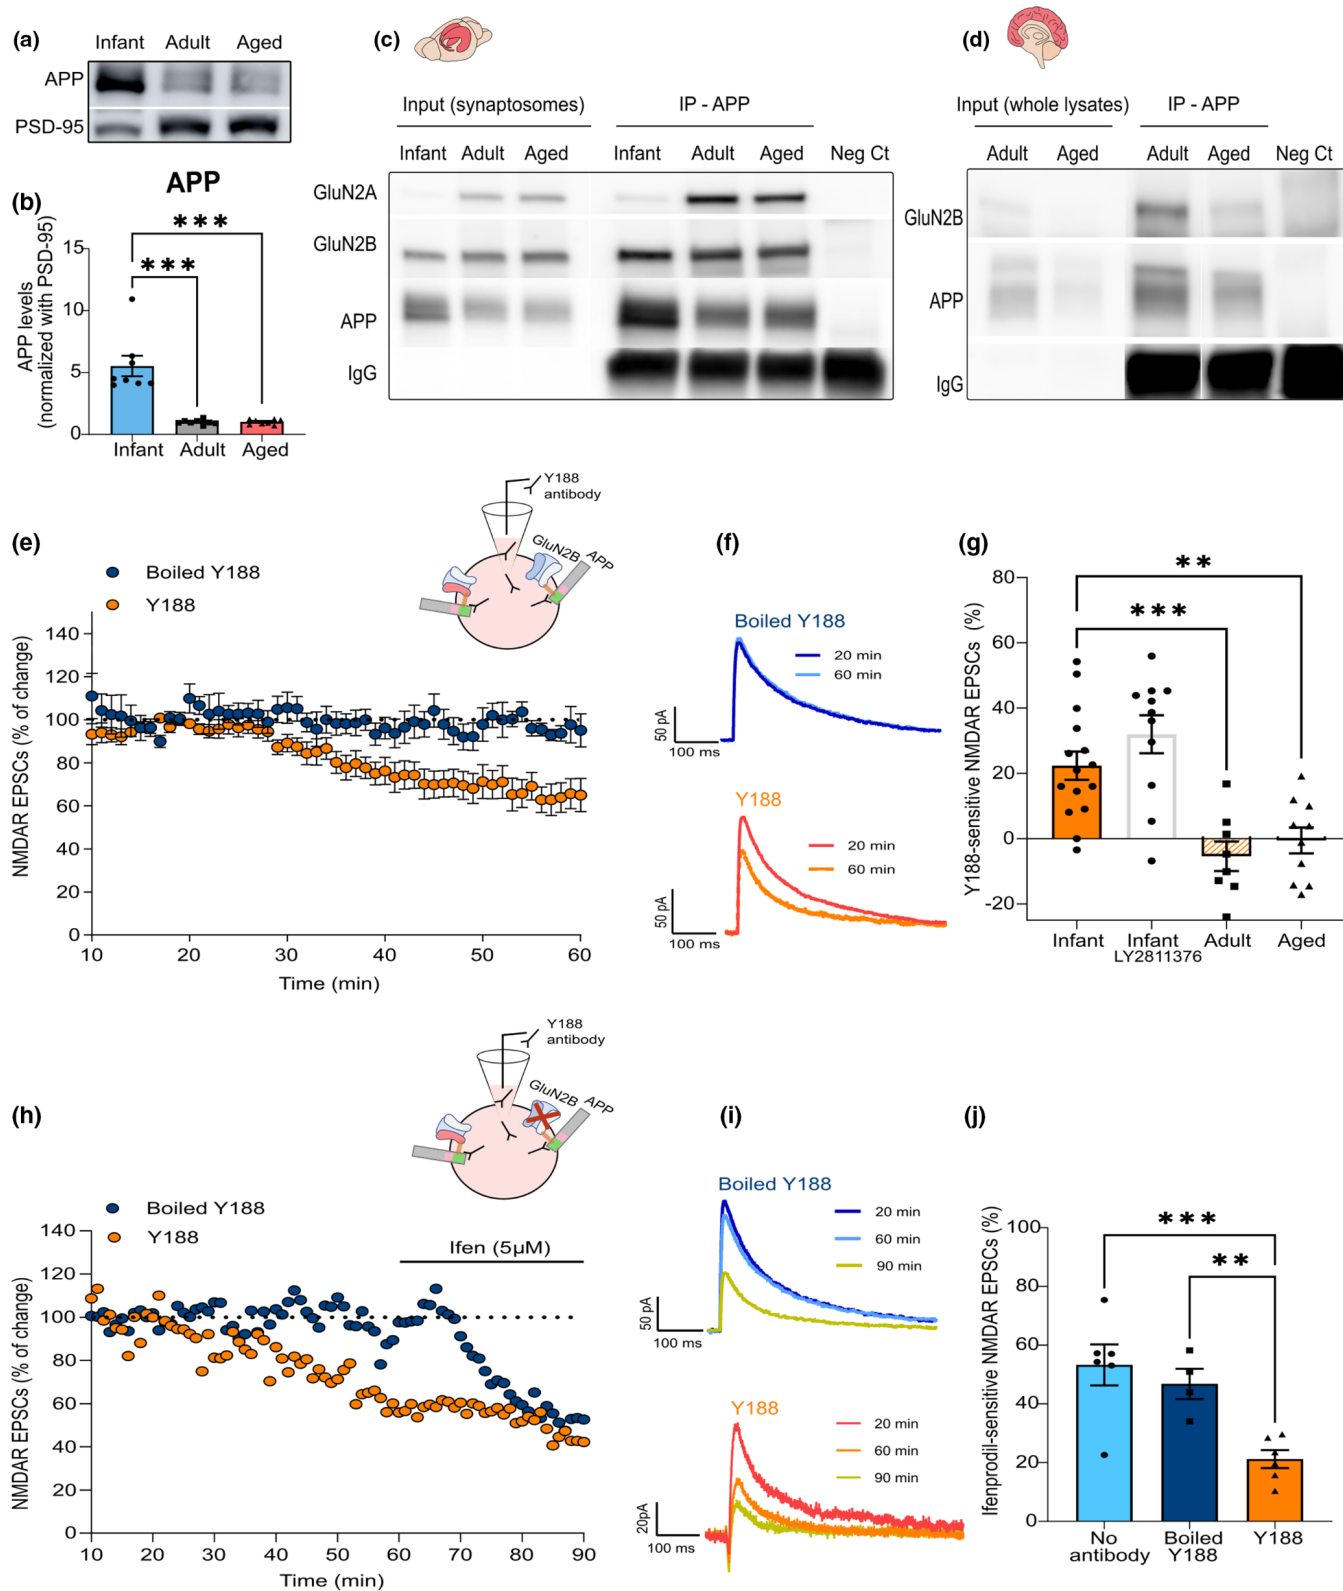 (a)
Infant Adult Aged
APP
PSD-95
(b)
APP
APP levels
(normalized with PSD-95)
***
***
15
10
5
0
Infant Adult Aged
(c)
Input (synaptosomes) IP - APP
Infant Adult Aged Infant Adult Aged Neg Ct
GluN2A
GluN2B
APP
IgG
(d)
Input (whole lysates) IP - APP
Adult Aged Adult Aged Neg Ct
GluN2B
APP
IgG
(e)
Y188
antibody
GluN2B APP
Boiled Y188
Y188
NMDAR EPSCs (% of change)
140
120
100
80
60
40
20
0
10 20 30 40 50 60
Time (min)
(f)
Boiled Y188
20 min
60 min
50 pA
100 ms
Y188
20 min
60 min
50 pA
100 ms
(g)
Y188-sensitive NMDAR EPSCs (%)
**
***
80
60
40
20
0
-20
Infant Infant Adult Aged
LY2811376
(h)
Y188
antibody
GluN2B APP
Boiled Y188
Y188
Ifen (5µM)
NMDAR EPSCs (% of change)
140
120
100
80
60
40
20
0
10 20 30 40 50 60 70 80 90
Time (min)
(i)
Boiled Y188
20 min
60 min
90 min
50 pA
100 ms
Y188
20 min
60 min
90 min
20pA
100 ms
(j)
Ifenprodil-sensitive NMDAR EPSCs (%)
***
**
100
80
60
40
20
0
No Boiled Y188
antibody Y188